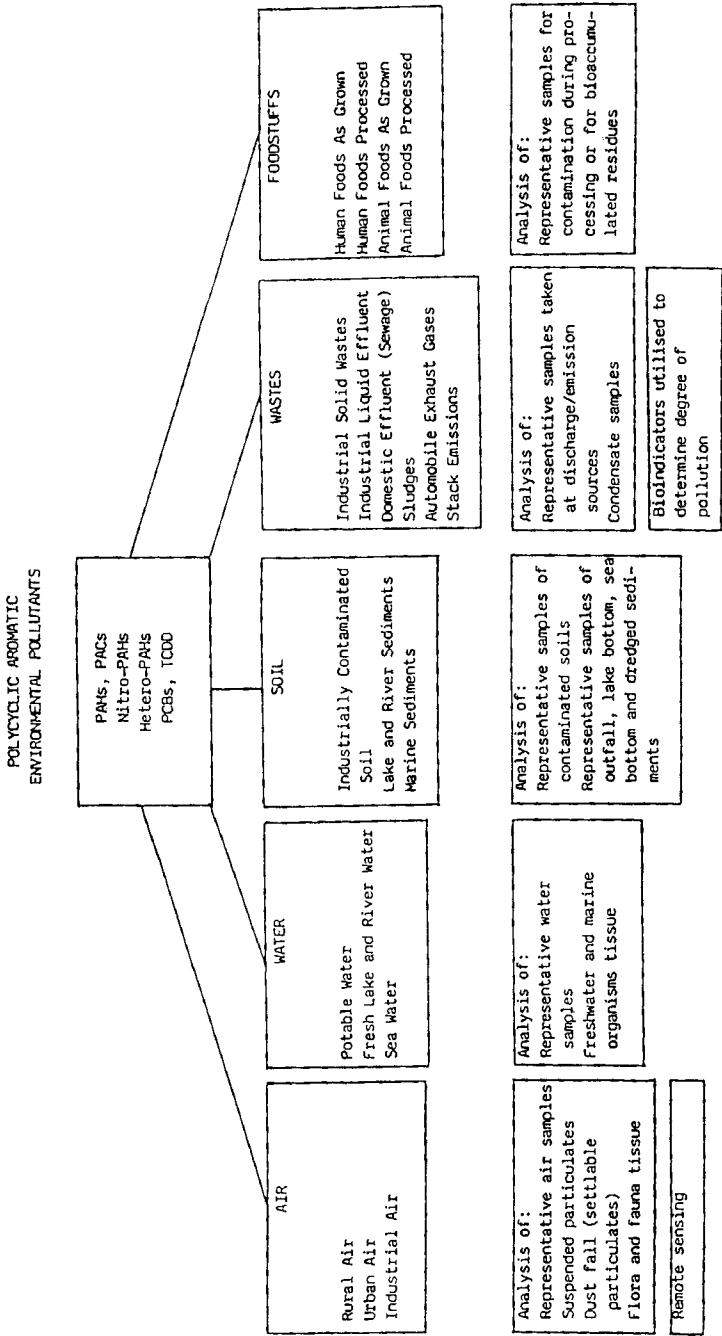 POLYCYCLIC AROMATIC
ENVIRONMENTAL POLLUTANTS
PAHs, PACs
Nitro-PAHs
Hetero-PAHs
PCBs, TCDD
AIR
Rural Air
Urban Air
Industrial Air
WATER
Potable Water
Fresh Lake and River Water
Sea Water
SOIL
Industrially Contaminated
Soil
Lake and River Sediments
Marine Sediments
WASTES
Industrial Solid Wastes
Industrial Liquid Effluent
Domestic Effluent (Sewage)
Sludges
Automobile Exhaust Gases
Stack Emissions
FOODSTUFFS
Human Foods As Grown
Human Foods Processed
Animal Foods As Grown
Animal Foods Processed
Analysis of:
Representative air samples
Suspended particulates
Dust fall (settlable
particulates)
Flora and fauna tissue
Remote sensing
Analysis of:
Representative water
samples
Freshwater and marine
organisms tissue
Analysis of:
Representative samples of
contaminated soils
Representative samples of
outfall, lake bottom, sea
bottom and dredged sedi-
ments
Analysis of:
Representative samples taken
at discharge/emission
sources
Condensate samples
Bioindicators utilised to
determine degree of
pollution
Analysis of:
Representative samples for
contamination during pro-
cessing or for bioaccumu-
lated residues